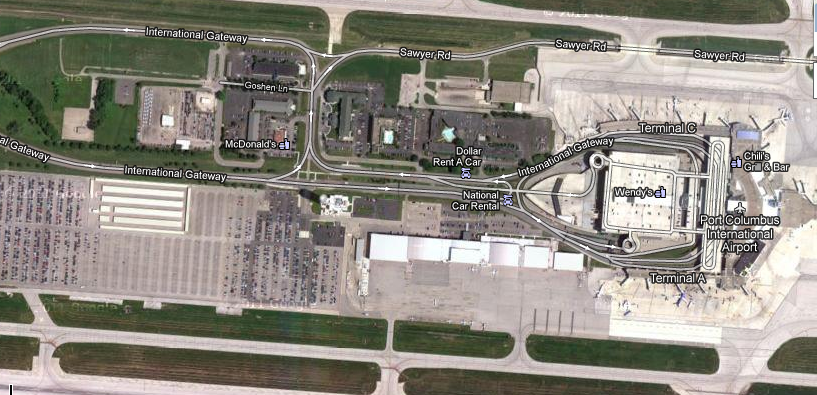 International Gateway
Sawyer Rd
Sawyer Rd
Sawyer Rd
Goshen Ln
Terminal C
McDonald's
Dollar
Rent A Car
International Gateway
Chili's
Grill & Bar
al Gateway
International Gateway
National
Car Rental
Wendy's
Port Columbus
International
Airport
Terminal A